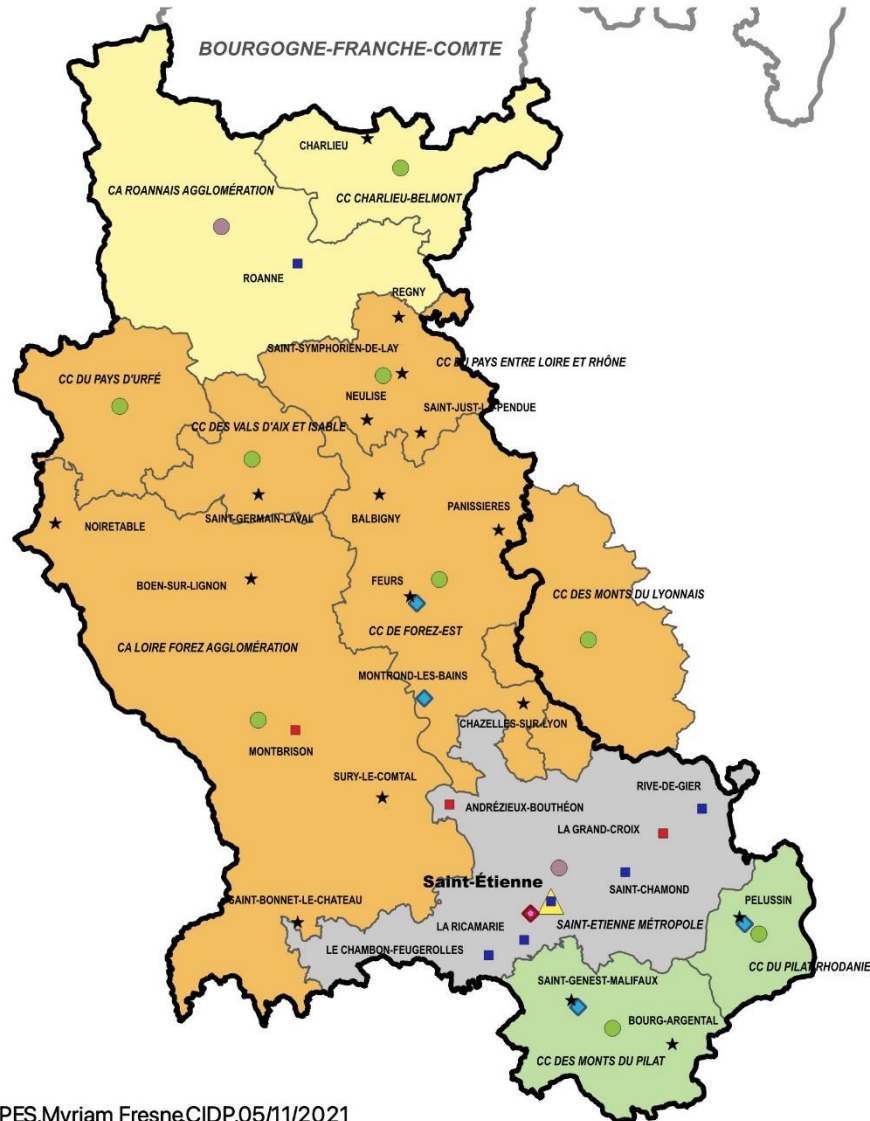 BOURGOGNE-FRANCHE-COMTE
CHARLIEU
CA ROANNAIS AGGLOMÉRATION
CC CHARLIEU-BELMONT
ROANNE
REGNY
SAINT-SYMPHORIEN-DE-LAY
CC DU PAYS ENTRE LOIRE ET RHÔNE
CC DU PAYS D'URFÉ
NEULISE
SAINT-JUST-LA-PENDUE
CC DES VALS D'AIX ET ISABLE
NOIRETABLE
SAINT-GERMAIN-LAVAL
BALBIGNY
PANISSIERES
BOEN-SUR-LIGNON
FEURS
CC DES MONTS DU LYONNAIS
CC DE FOREZ-EST
CA LOIRE FOREZ AGGLOMÉRATION
MONTROND-LES-BAINS
CHAZELLES-SUR-LYON
MONTBRISON
SURY-LE-COMTAL
RIVE-DE-GIER
ANDRÉZIEUX-BOUTHÉON
LA GRAND-CROIX
Saint-Étienne
SAINT-CHAMOND
SAINT-BONNET-LE-CHATEAU
PELUSSIN
LA RICAMARIE
SAINT-ETIENNE MÉTROPOLE
LE CHAMBON-FEUGEROLLES
CC DU PILAT RHODANIE
SAINT-GENEST-MALIFAUX
BOURG-ARGENTAL
CC DES MONTS DU PILAT
PES.Myriam Fresne.CIDP.05/11/2021